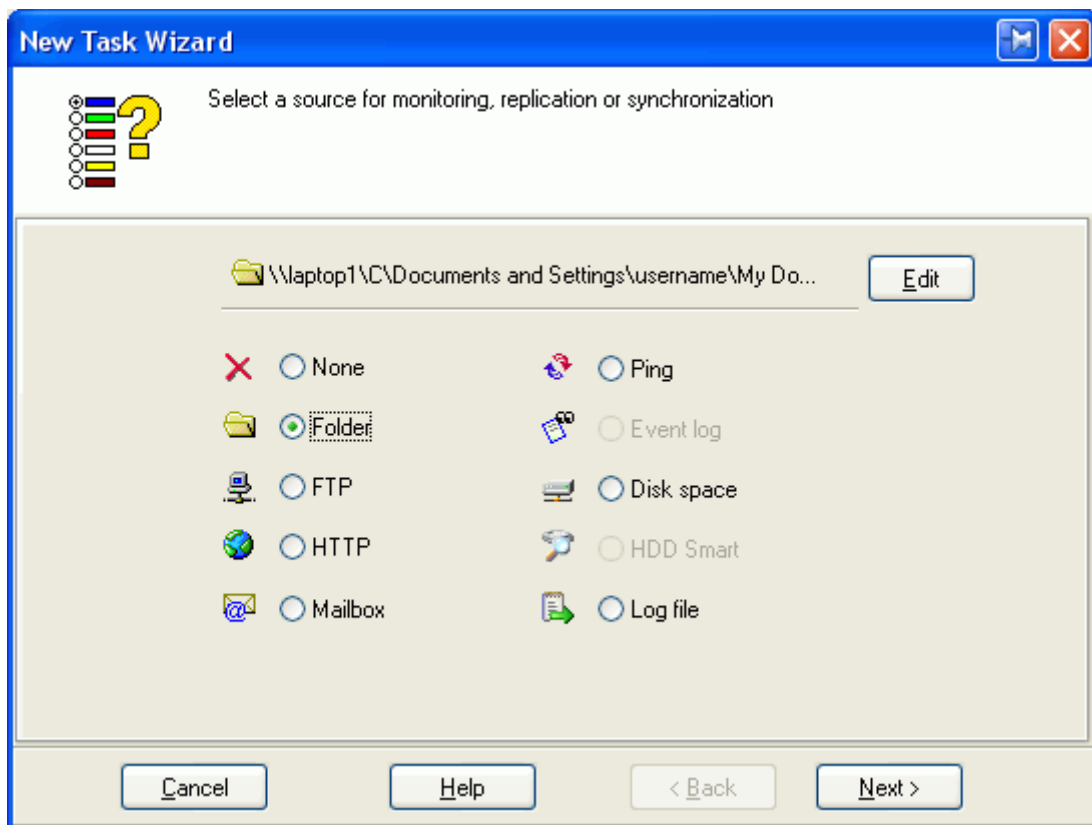 New Task Wizard
Select a source for monitoring, replication or synchronization
\\laptop1\C\Documents and Settings\username\My Do...
Edit
None
Ping
Folder
Event log
FTP
Disk space
HTTP
HDD Smart
Mailbox
Log file
Cancel
Help
< Back
Next >